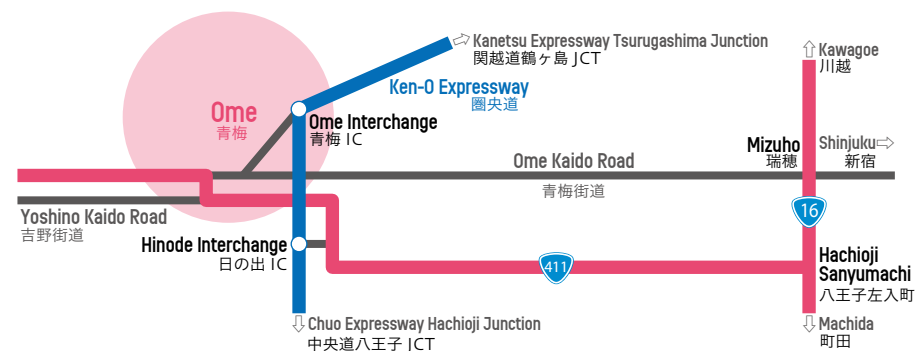 Kanetsu Expressway Tsurugashima Junction
関越道鶴ヶ島 JCT
Kawagoe
川越
Ken-O Expressway
圏央道
Ome
青梅
Ome Interchange
青梅 IC
Mizuho
瑞穂
Shinjuku
新宿
Ome Kaido Road
青梅街道
Yoshino Kaido Road
吉野街道
16
Hinode Interchange
日の出 IC
411
Hachioji
Sanyumachi
八王子左入町
Chuo Expressway Hachioji Junction
中央道八王子 JCT
Machida
町田